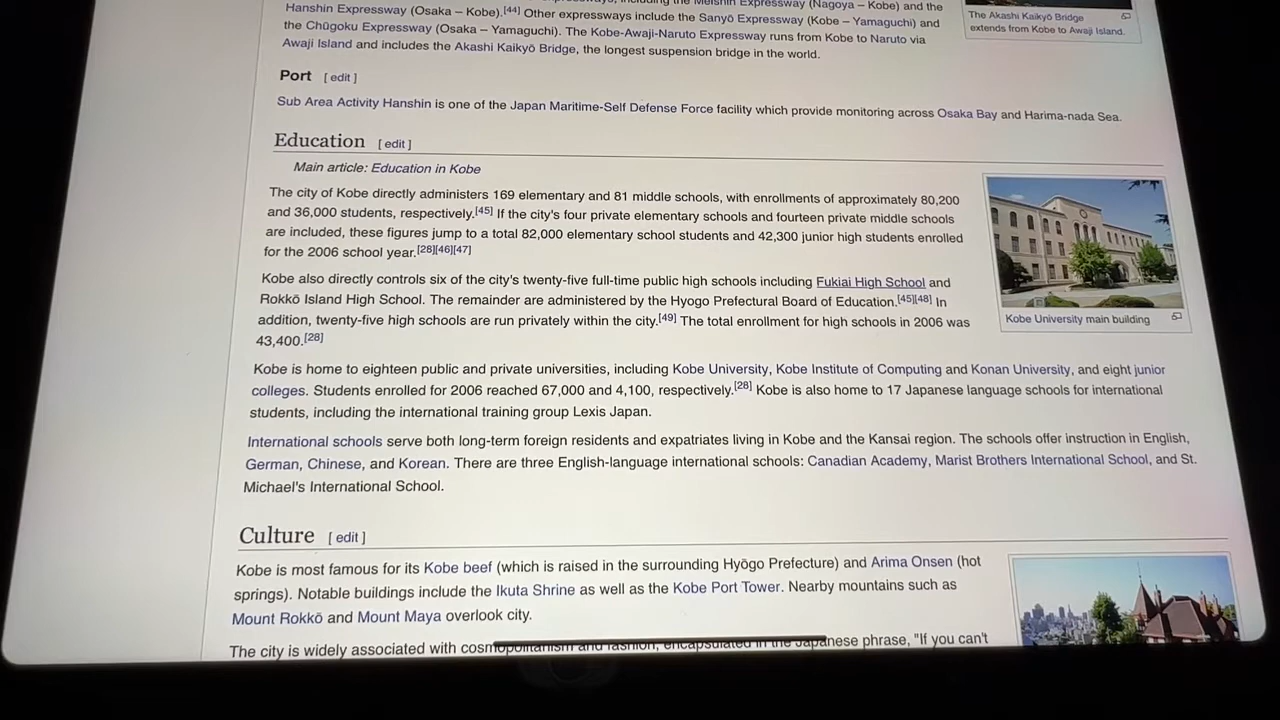 Meishin Expressway (Nagoya – Kobe) and the
Hanshin Expressway (Osaka – Kobe).[44] Other expressways include the Sanyō Expressway (Kobe – Yamaguchi) and
the Chūgoku Expressway (Osaka – Yamaguchi). The Kobe-Awaji-Naruto Expressway runs from Kobe to Naruto via
Awaji Island and includes the Akashi Kaikyō Bridge, the longest suspension bridge in the world.
The Akashi Kaikyō Bridge
extends from Kobe to Awaji Island.
Port [ edit ]
Sub Area Activity Hanshin is one of the Japan Maritime-Self Defense Force facility which provide monitoring across Osaka Bay and Harima-nada Sea.
Education [ edit ]
Main article: Education in Kobe
The city of Kobe directly administers 169 elementary and 81 middle schools, with enrollments of approximately 80,200
and 36,000 students, respectively.[45] If the city's four private elementary schools and fourteen private middle schools
are included, these figures jump to a total 82,000 elementary school students and 42,300 junior high students enrolled
for the 2006 school year.[28][46][47]
Kobe also directly controls six of the city's twenty-five full-time public high schools including Fukiai High School and
Rokkō Island High School. The remainder are administered by the Hyogo Prefectural Board of Education.[45][48] In
addition, twenty-five high schools are run privately within the city.[49] The total enrollment for high schools in 2006 was
43,400.[28]
Kobe University main building
Kobe is home to eighteen public and private universities, including Kobe University, Kobe Institute of Computing and Konan University, and eight junior
colleges. Students enrolled for 2006 reached 67,000 and 4,100, respectively.[28] Kobe is also home to 17 Japanese language schools for international
students, including the international training group Lexis Japan.
International schools serve both long-term foreign residents and expatriates living in Kobe and the Kansai region. The schools offer instruction in English,
German, Chinese, and Korean. There are three English-language international schools: Canadian Academy, Marist Brothers International School, and St.
Michael's International School.
Culture [ edit ]
Kobe is most famous for its Kobe beef (which is raised in the surrounding Hyōgo Prefecture) and Arima Onsen (hot
springs). Notable buildings include the Ikuta Shrine as well as the Kobe Port Tower. Nearby mountains such as
Mount Rokkō and Mount Maya overlook city.
The city is widely associated with cosmopolitanism and fashion, encapsulated in the Japanese phrase, "If you can't